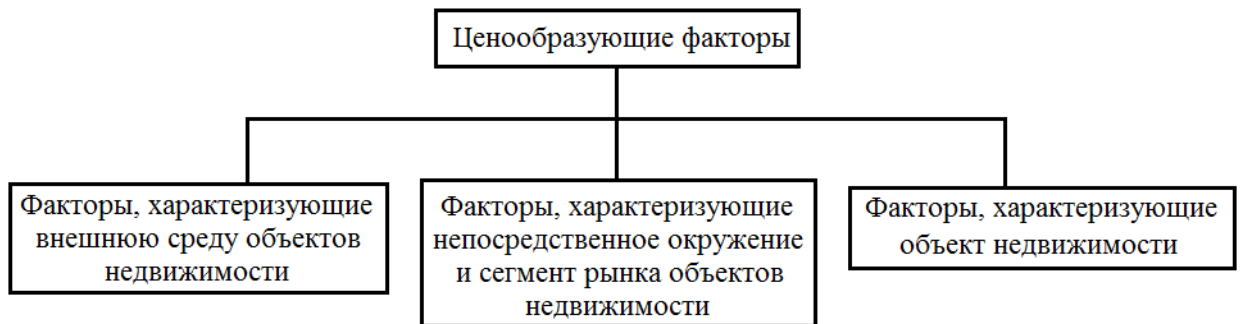 Ценообразующие факторы
Факторы, характеризующие
внешнюю среду объектов
недвижимости
Факторы, характеризующие
непосредственное окружение
и сегмент рынка объектов
недвижимости
Факторы, характеризующие
объект недвижимости